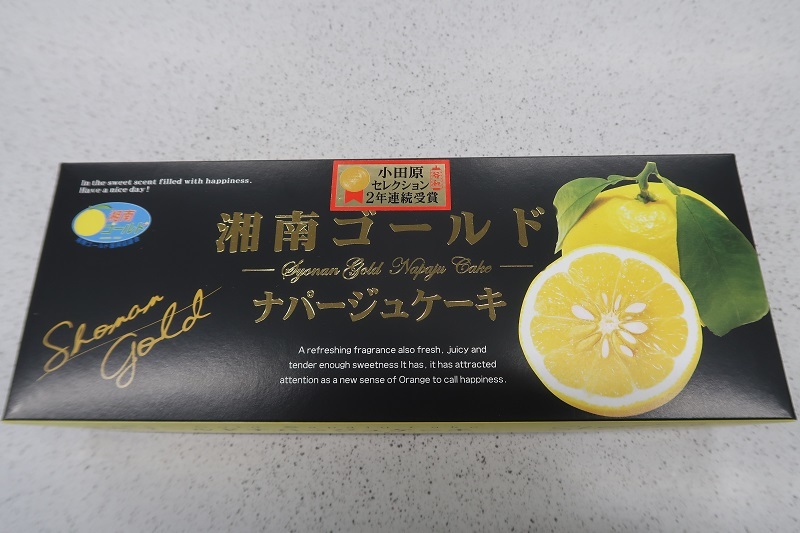 In the sweet scent filled with happiness.
Have a nice day!
小田原
セレクション
2年連続受賞
湘南
湘南ゴールド
Syonan Gold Napaju Cake
ナパージュケーキ
Shonan
Gold
A refreshing fragrance also fresh, juicy and
tender enough sweetness It has, it has attracted
attention as a new sense of Orange to call happiness.